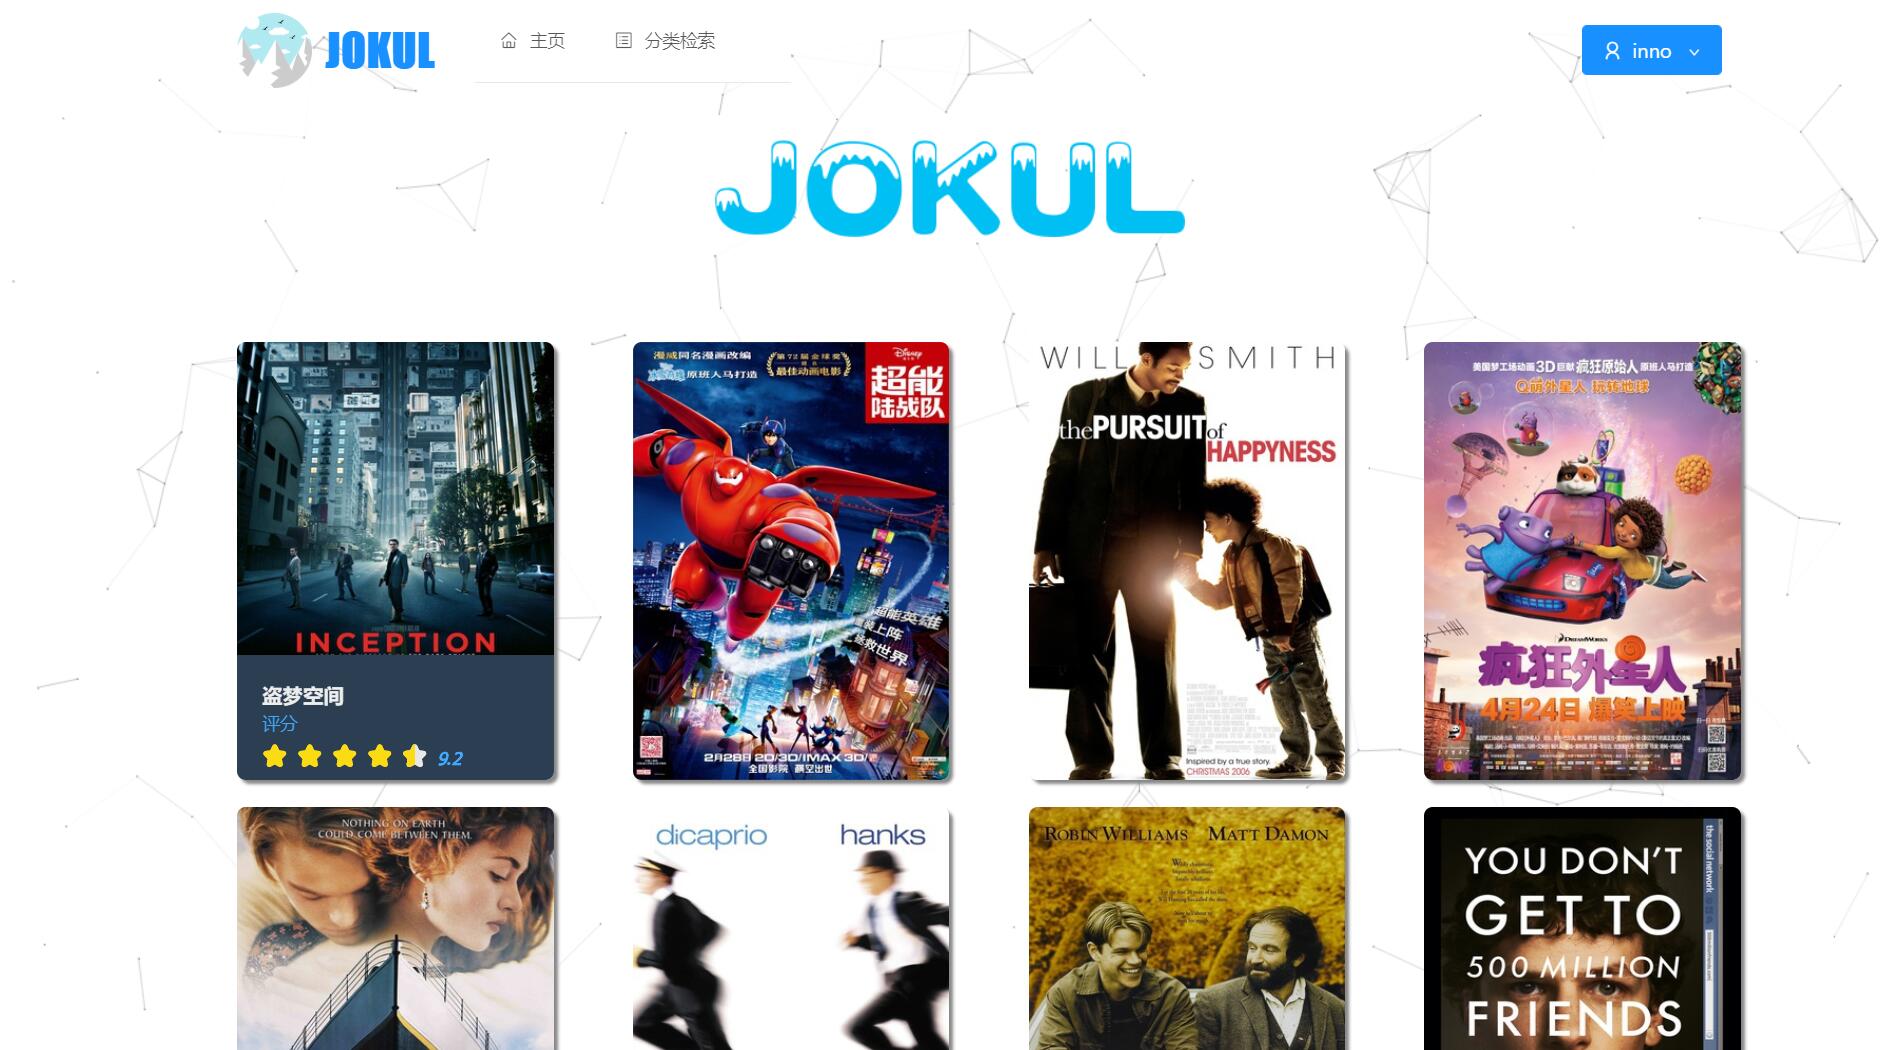 JOKUL
主页
分类检索
inno
JOKUL
INCEPTION
盗梦空间
评分
9.2
漫威同名漫画改编
原班人马打造
第72届金球奖
最佳动画电影
Disney
超能
陆战队
超能英雄
重装上阵
拯救世界
2月28日 2D/3D/IMAX 3D/
全国影院 飙空出世
WILL SMITH
the PURSUIT of
HAPPYNESS
Inspired by a true story.
CHRISTMAS 2006
美国梦工场动画3D巨献 疯狂原始人 原班人马打造
Q萌外星人 玩转地球
DREAMWORKS
疯狂外星人
4月24日 爆笑上映
HOME
NOTHING ON EARTH
COULD COME BETWEEN THEM.
dicaprio
hanks
ROBIN WILLIAMS MATT DAMON
the social network
YOU DON'T
GET TO
500 MILLION
FRIENDS